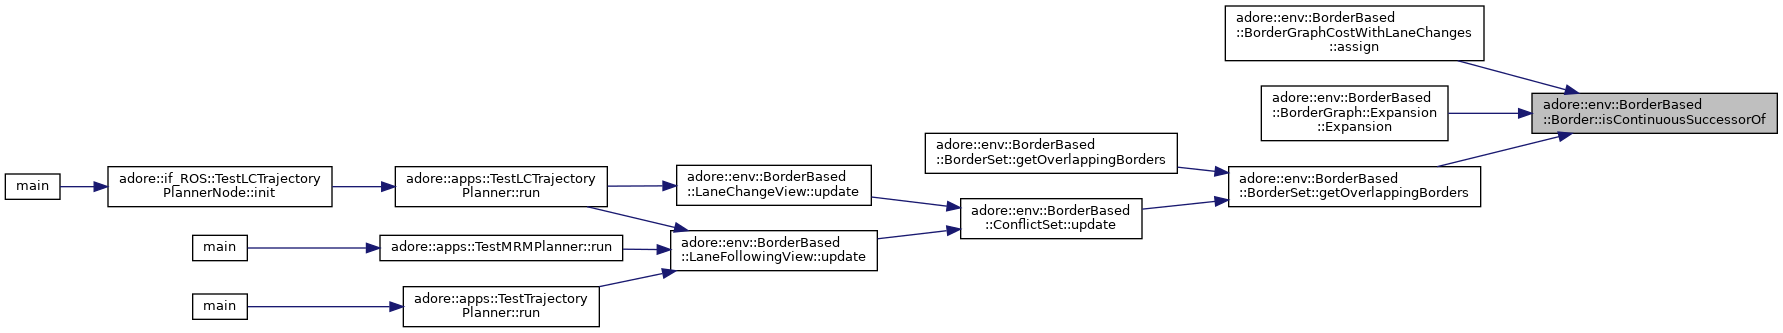 adore::env::BorderBased
::BorderGraphCostWithLaneChanges
::assign
adore::env::BorderBased
::BorderGraph::Expansion
::Expansion
adore::env::BorderBased
::Border::isContinuousSuccessorOf
adore::env::BorderBased
::BorderSet::getOverlappingBorders
adore::env::BorderBased
::BorderSet::getOverlappingBorders
adore::env::BorderBased
::ConflictSet::update
adore::env::BorderBased
::LaneChangeView::update
adore::env::BorderBased
::LaneFollowingView::update
adore::apps::TestLCTrajectory
Planner::run
adore::if_ROS::TestLCTrajectory
PlannerNode::init
main
adore::apps::TestMRMPlanner::run
main
adore::apps::TestTrajectory
Planner::run
main